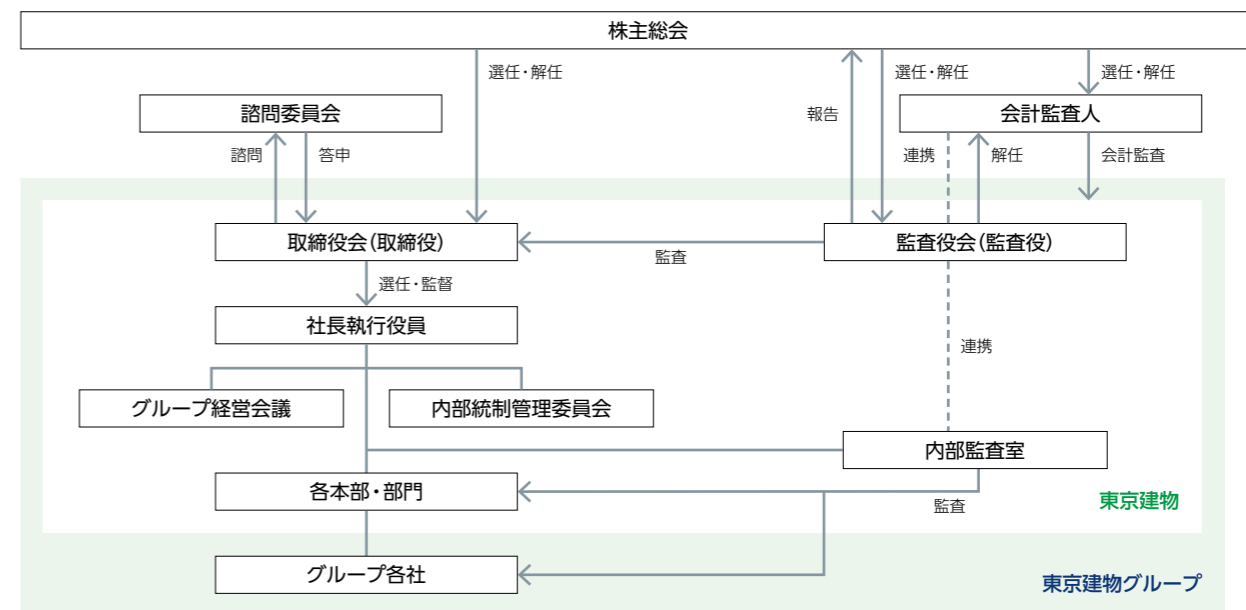 株主総会
選任・解任
選任・解任
選任・解任
諮問委員会
報告
会計監査人
諮問
答申
連携
解任
会計監査
取締役会(取締役)
監査役会(監査役)
監査
選任・監督
社長執行役員
連携
グループ経営会議
内部統制管理委員会
内部監査室
各本部・部門
監査
東京建物
グループ各社
東京建物グループ